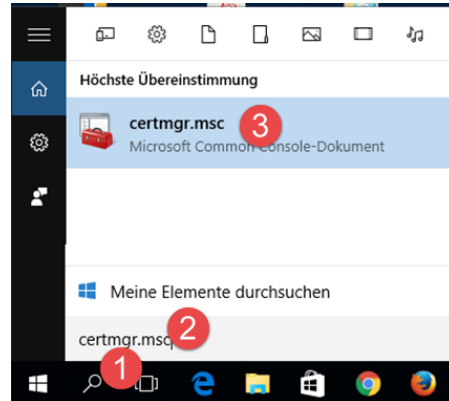 Höchste Übereinstimmung
certmgr.msc 3
Microsoft Common Console-Dokument
Meine Elemente durchsuchen
certmgr.msc 2
1